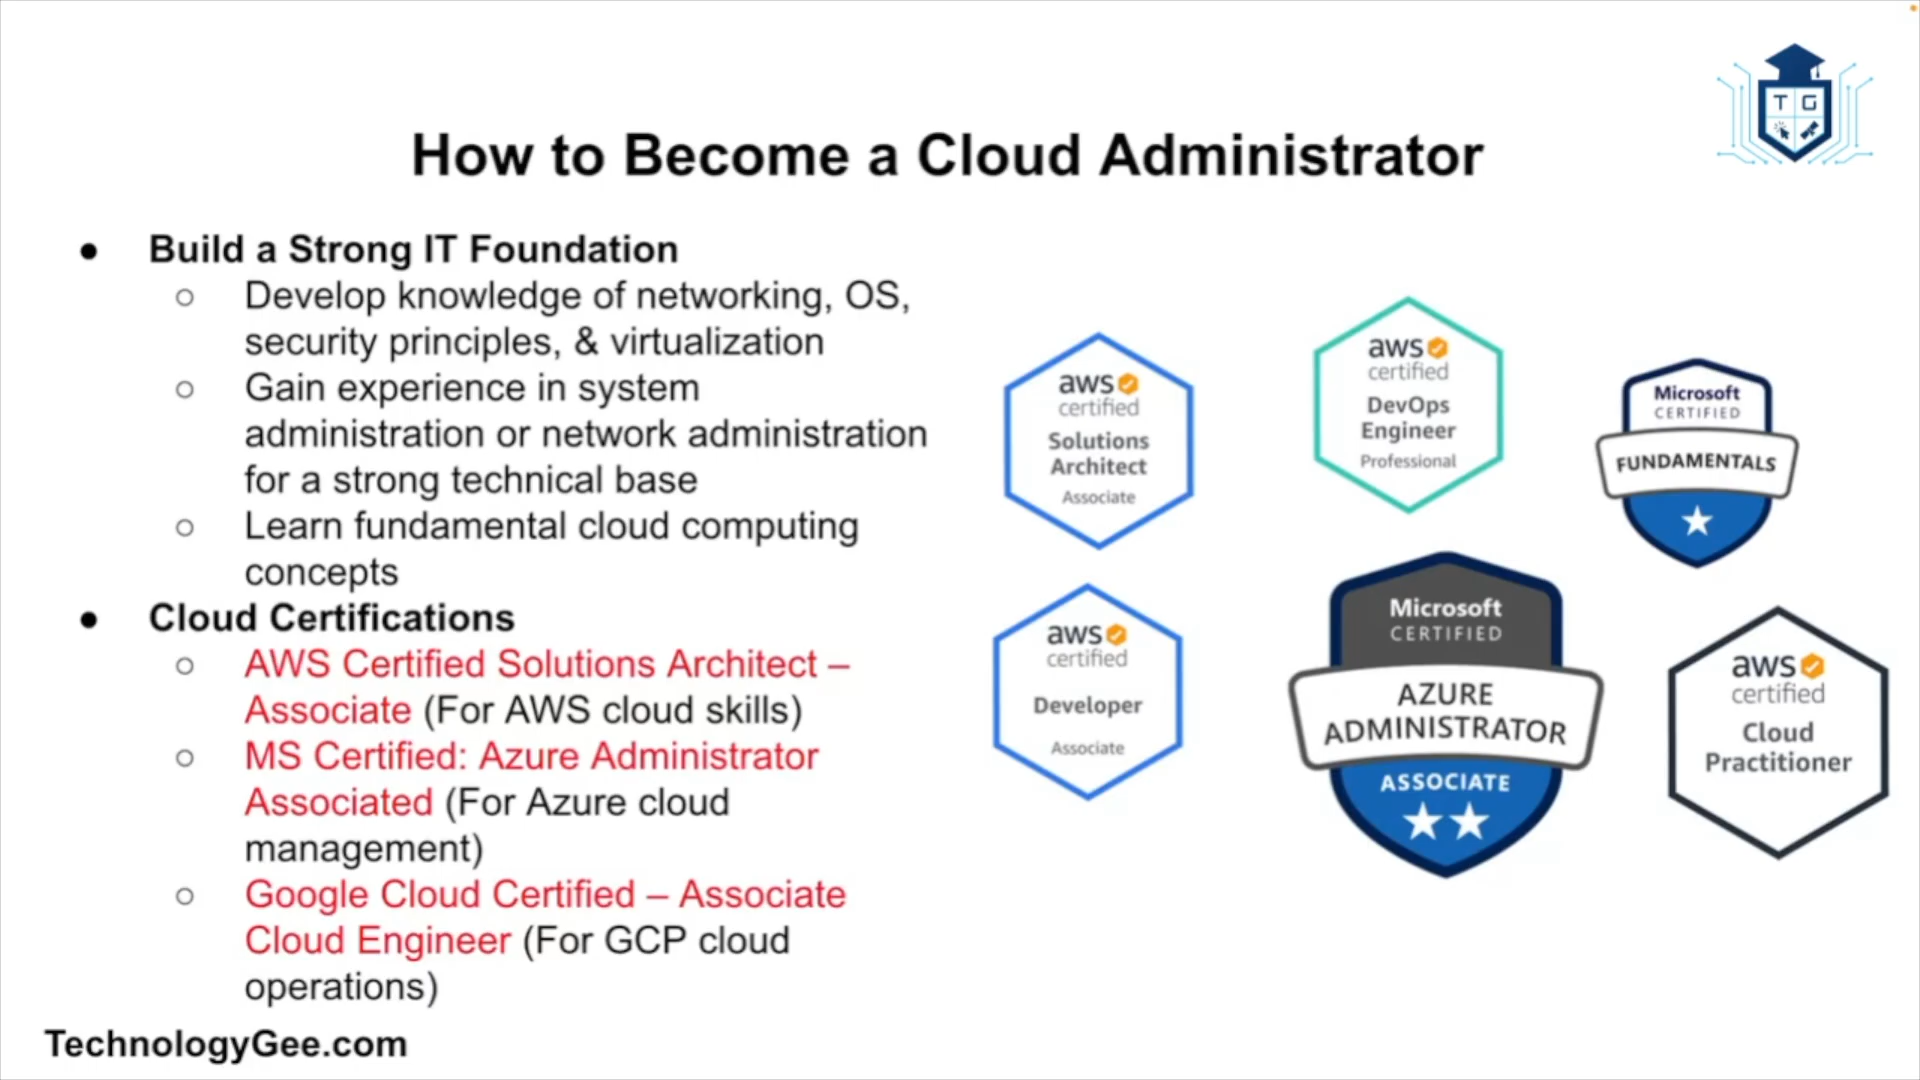 T G
How to Become a Cloud Administrator
● Build a Strong IT Foundation
○ Develop knowledge of networking, OS,
security principles, & virtualization
○ Gain experience in system
administration or network administration
for a strong technical base
○ Learn fundamental cloud computing
concepts
● Cloud Certifications
○ AWS Certified Solutions Architect –
Associate (For AWS cloud skills)
○ MS Certified: Azure Administrator
Associated (For Azure cloud
management)
○ Google Cloud Certified – Associate
Cloud Engineer (For GCP cloud
operations)
aws
certified
Solutions
Architect
Associate
aws
certified
DevOps
Engineer
Professional
Microsoft
CERTIFIED
FUNDAMENTALS
aws
certified
Developer
Associate
Microsoft
CERTIFIED
AZURE
ADMINISTRATOR
ASSOCIATE
aws
certified
Cloud
Practitioner
TechnologyGee.com